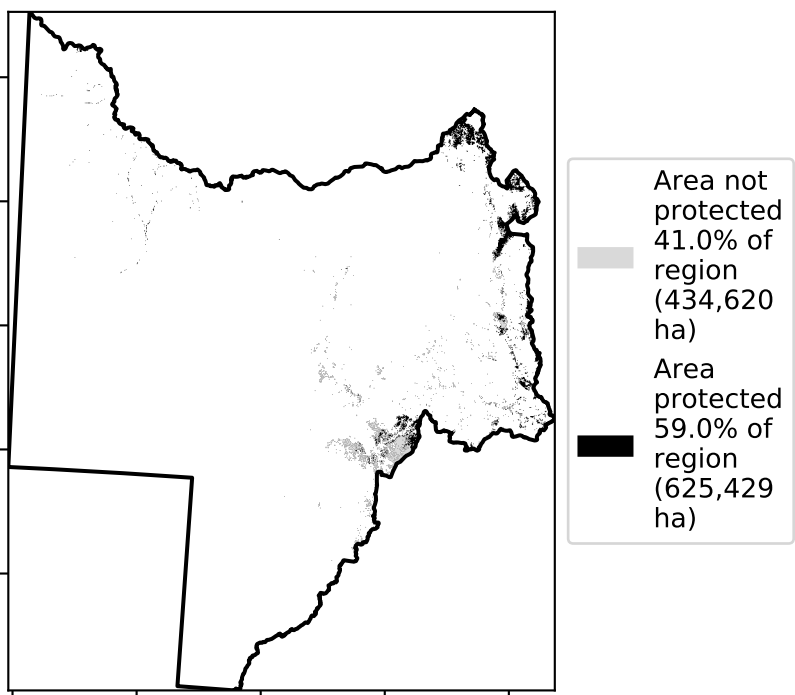 Area not
protected
41.0% of
region
(434,620
ha)
Area
protected
59.0% of
region
(625,429
ha)